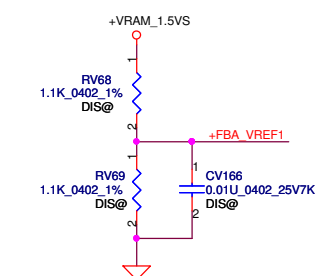 +VRAM_1.5VS
1
RV68
1.1K_0402_1%
DIS@
2
+FBA_VREF1
1
RV69
1.1K_0402_1%
DIS@
2
1
CV166
0.01U_0402_25V7K
DIS@
2